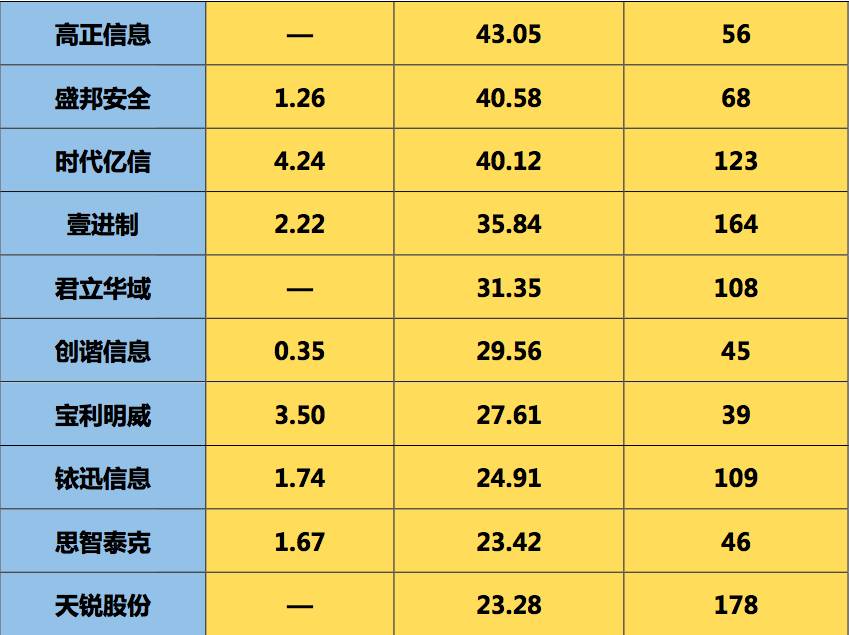 高正信息 — 43.05 56
盛邦安全 1.26 40.58 68
时代亿信 4.24 40.12 123
壹进制 2.22 35.84 164
君立华域 — 31.35 108
创谐信息 0.35 29.56 45
宝利明威 3.50 27.61 39
铱迅信息 1.74 24.91 109
思智泰克 1.67 23.42 46
天锐股份 — 23.28 178